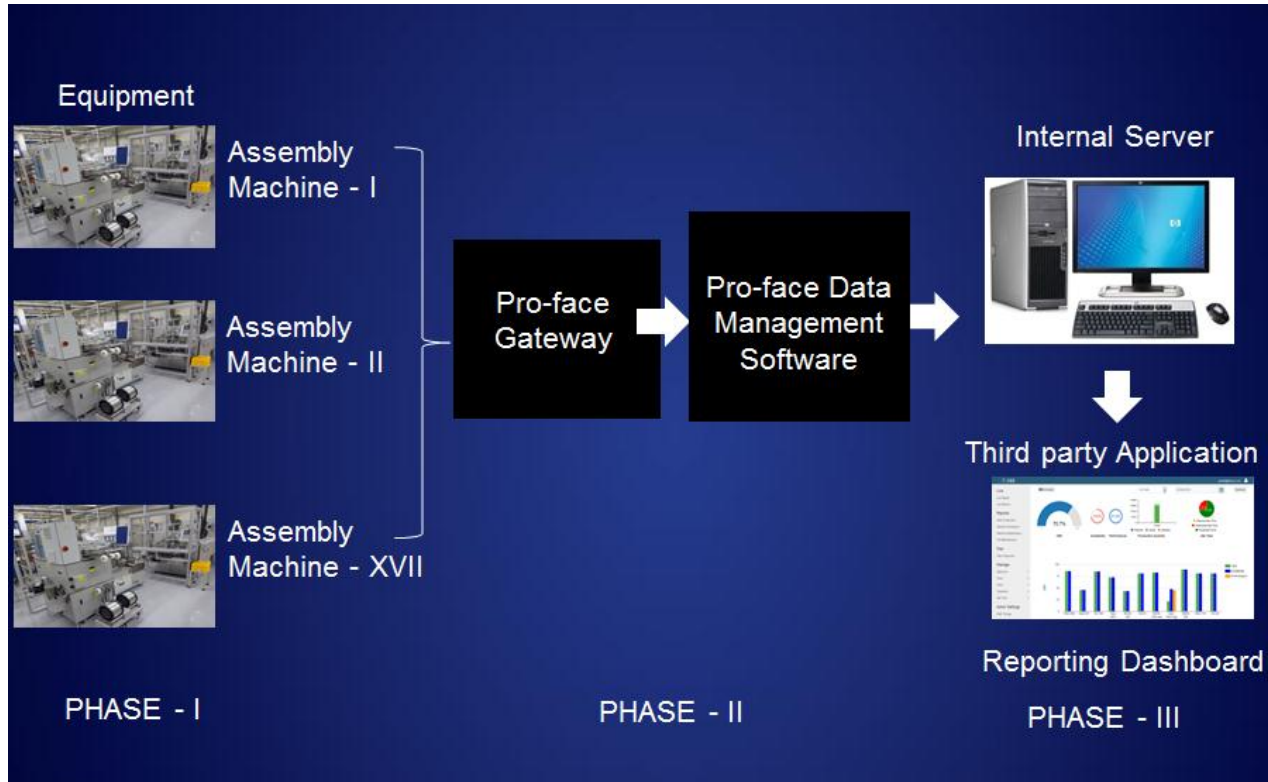 Equipment
Assembly
Machine - I
Assembly
Machine - II
Assembly
Machine - XVII
PHASE - I
Pro-face
Gateway
Pro-face Data
Management
Software
PHASE - II
Internal Server
Third party Application
Reporting Dashboard
PHASE - III